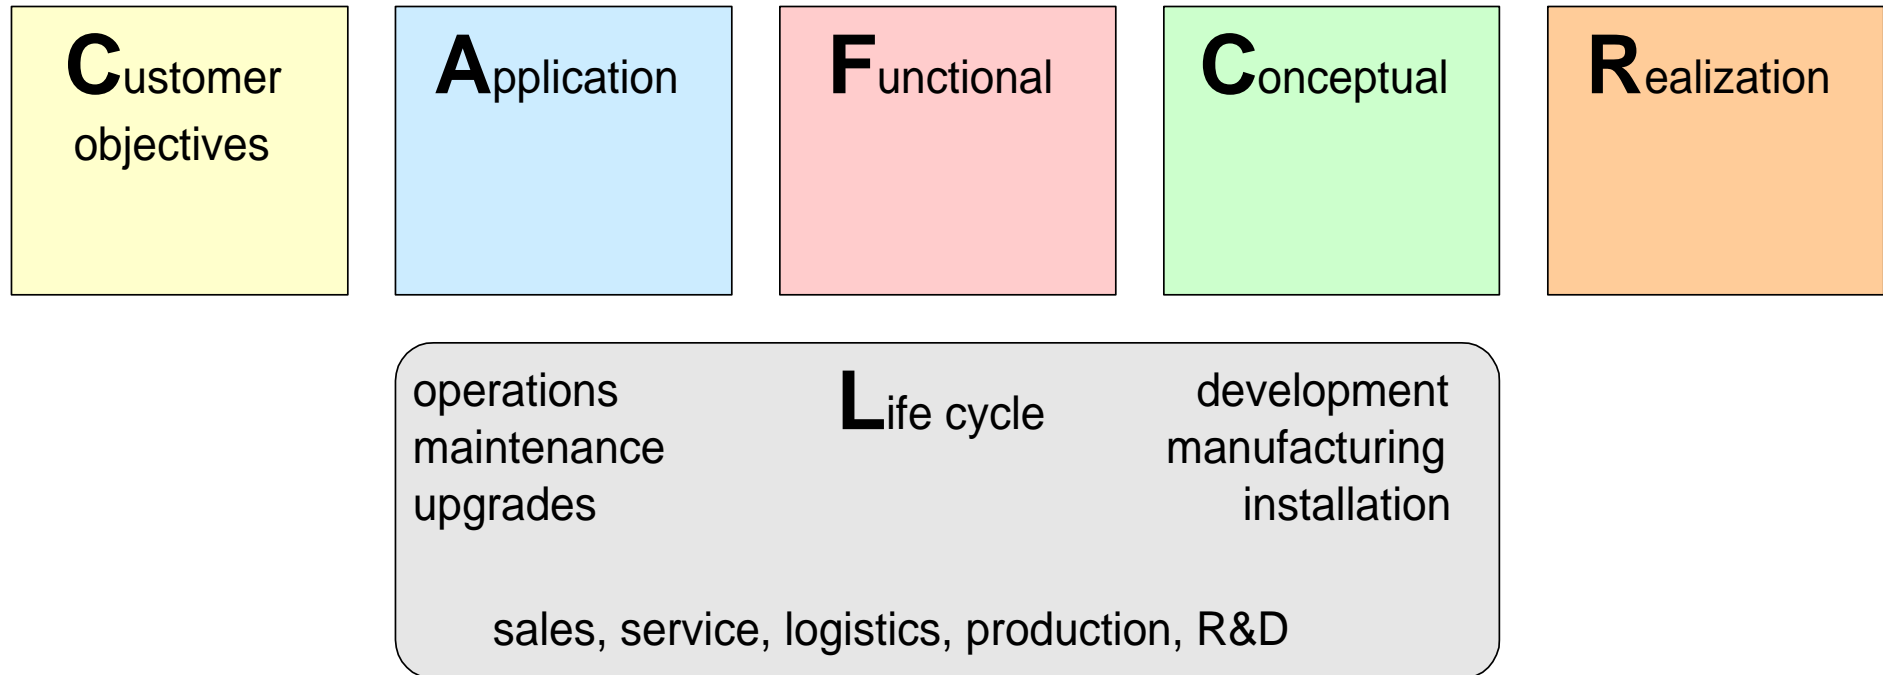 Customer
objectives
Application
Functional
Conceptual
Realization
operations
maintenance
upgrades
Life cycle
development
manufacturing
installation
sales, service, logistics, production, R&D